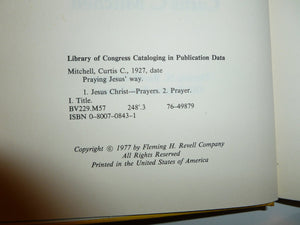 Library of Congress Cataloging in Publication Data
Mitchell, Curtis C., 1927, date
Praying Jesus' way.
1. Jesus Christ—Prayers. 2. Prayer.
I. Title.
BV229.M57 248'.3 76-49879
ISBN 0-8007-0843-1
Copyright © 1977 by Fleming H. Revell Company
All Rights Reserved
Printed in the United States of America